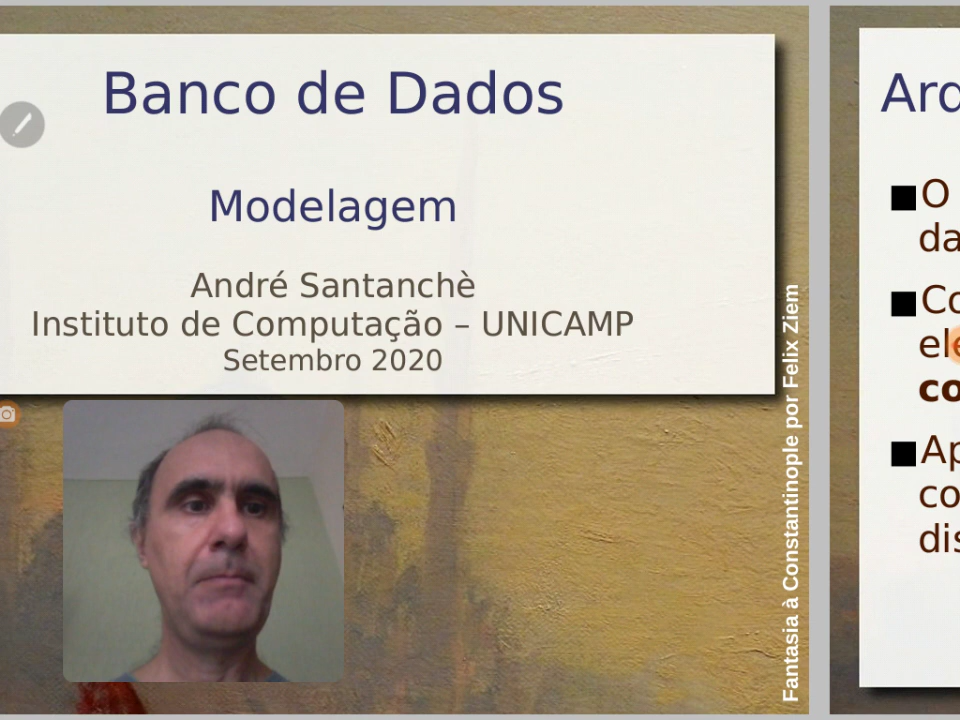 Banco de Dados
Modelagem
André Santanchè
Instituto de Computação – UNICAMP
Setembro 2020
Fantasia à Constantinople por Felix Ziem
O